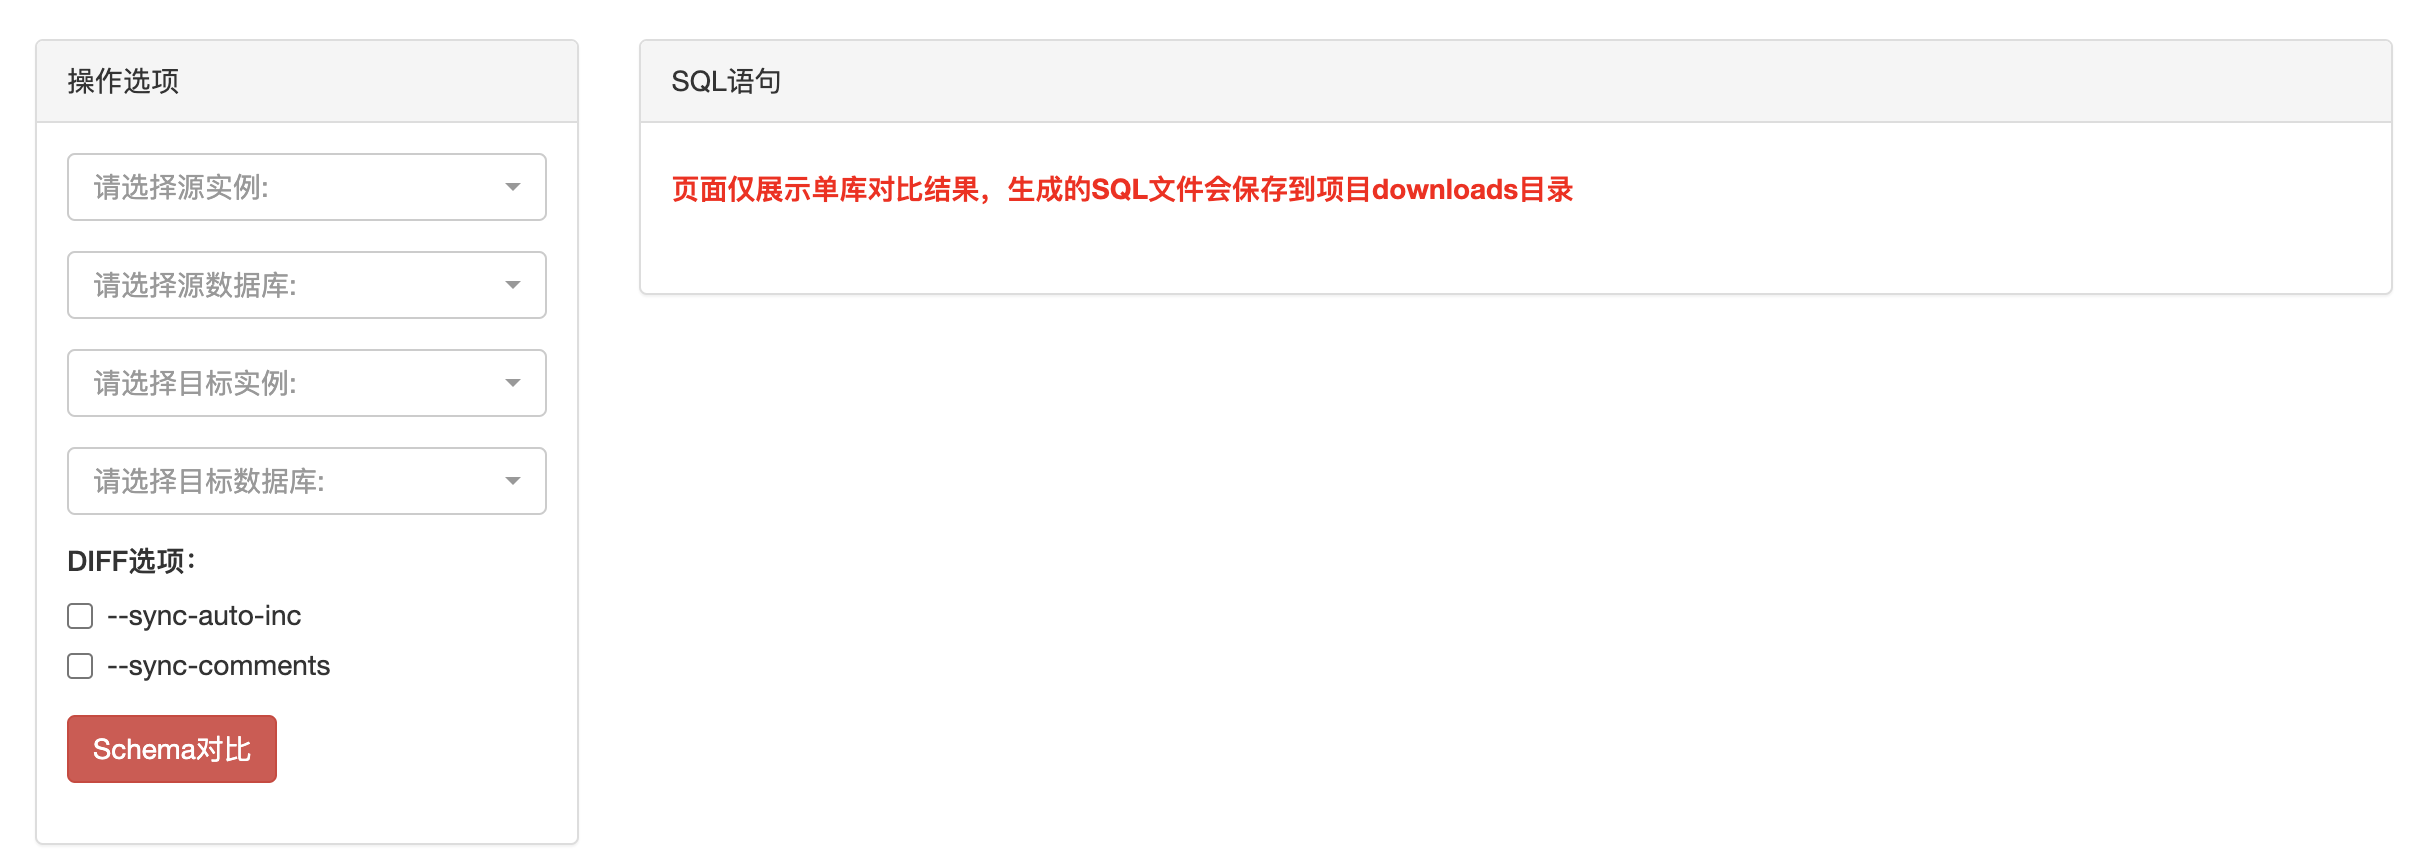 操作选项
请选择源实例:
请选择源数据库:
请选择目标实例:
请选择目标数据库:
DIFF选项：
--sync-auto-inc
--sync-comments
Schema对比
SQL语句
页面仅展示单库对比结果，生成的SQL文件会保存到项目downloads目录